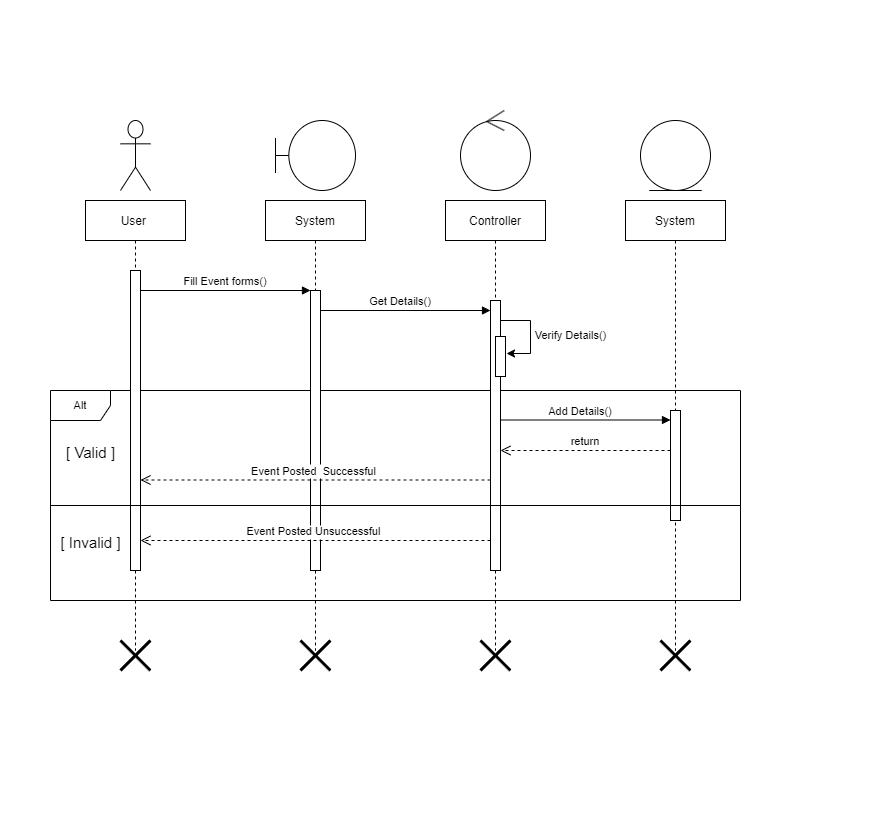 User
System
Controller
System
Fill Event forms()
Get Details()
Verify Details()
Alt
Add Details()
[ Valid ]
return
Event Posted  Successful
Event Posted Unsuccessful
[ Invalid ]